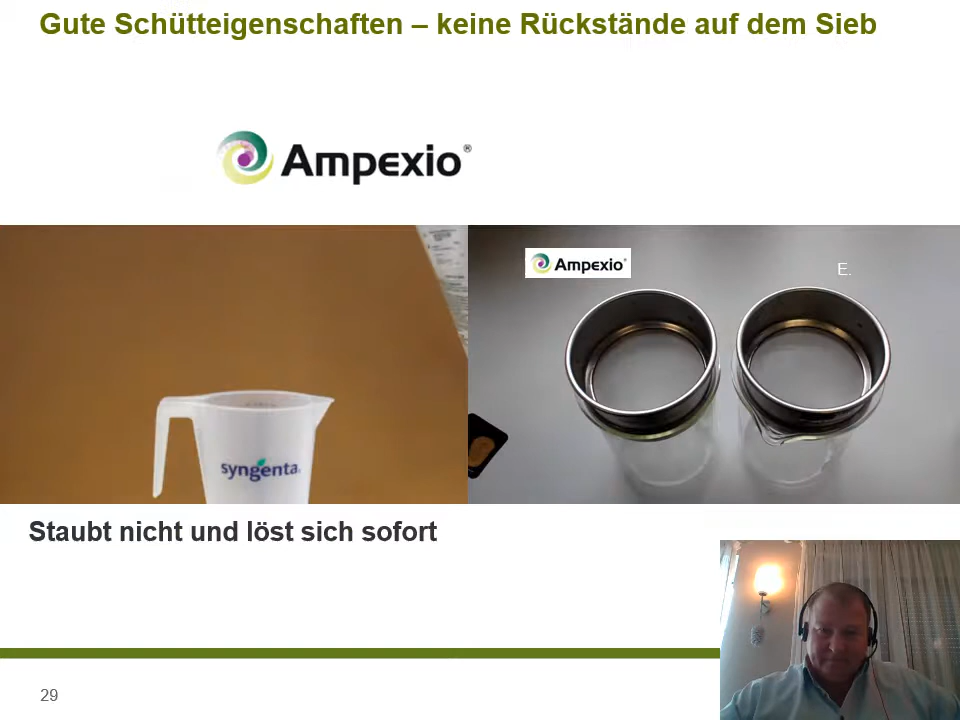 Gute Schütteigenschaften – keine Rückstände auf dem Sieb
Ampexio®
Ampexio®
E.
syngenta.
Staubt nicht und löst sich sofort
29